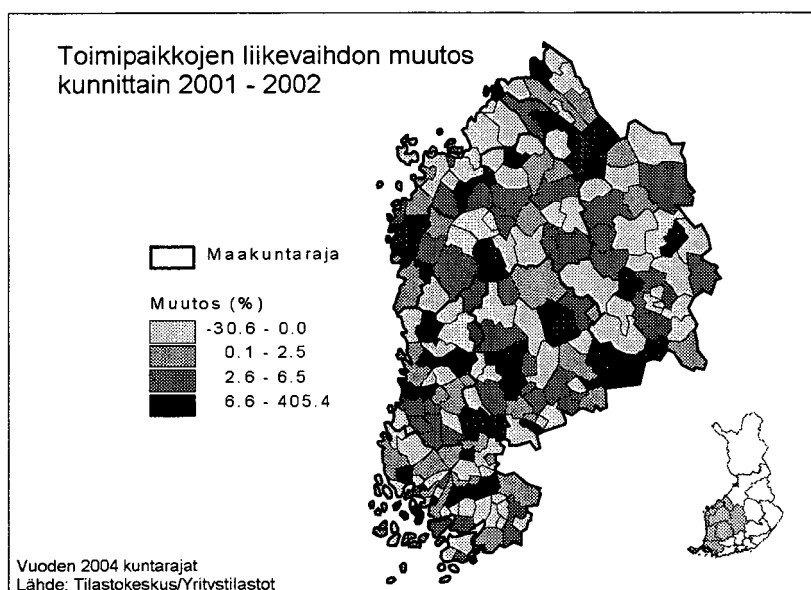 Toimipaikkojen liikevaihdon muutos
kunnittain 2001 - 2002
Maakuntaraja
Muutos (%)
-30.6 - 0.0
0.1 - 2.5
2.6 - 6.5
6.6 - 405.4
Vuoden 2004 kuntarajat
Lähde: Tilastokeskus/Yritystilastot